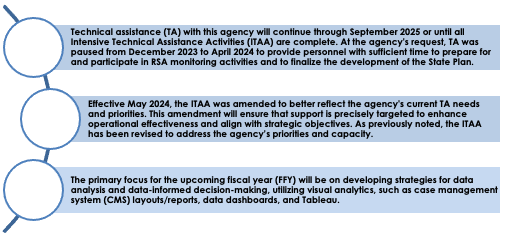 Technical assistance (TA) with this agency will continue through September 2025 or until all
Intensive Technical Assistance Activities (ITAA) are complete. At the agency's request, TA was
paused from December 2023 to April 2024 to provide personnel with sufficient time to prepare for
and participate in RSA monitoring activities and to finalize the development of the State Plan.
Effective May 2024, the ITAA was amended to better reflect the agency's current TA needs
and priorities. This amendment will ensure that support is precisely targeted to enhance
operational effectiveness and align with strategic objectives. As previously noted, the ITAA
has been revised to address the agency's priorities and capacity.
The primary focus for the upcoming fiscal year (FFY) will be on developing strategies for data
analysis and data-informed decision-making, utilizing visual analytics, such as case management
system (CMS) layouts/reports, data dashboards, and Tableau.